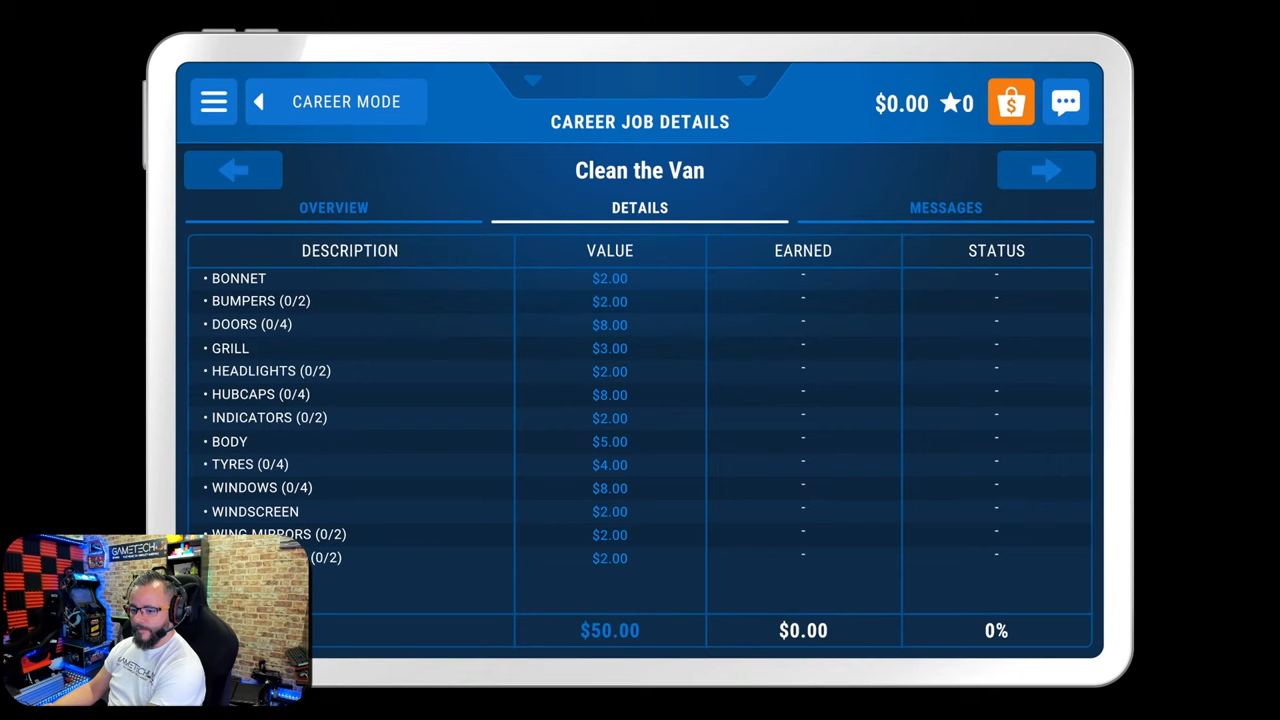 CAREER MODE
$0.00 ★0
CAREER JOB DETAILS
Clean the Van
OVERVIEW DETAILS MESSAGES
DESCRIPTION VALUE EARNED STATUS
• BONNET $2.00 - -
• BUMPERS (0/2) $2.00 - -
• DOORS (0/4) $8.00 - -
• GRILL $3.00 - -
• HEADLIGHTS (0/2) $2.00 - -
• HUBCAPS (0/4) $8.00 - -
• INDICATORS (0/2) $2.00 - -
• BODY $5.00 - -
• TYRES (0/4) $4.00 - -
• WINDOWS (0/4) $8.00 - -
• WINDSCREEN $2.00 - -
WING MIRRORS (0/2) $2.00 - -
(0/2) $2.00 - -
$50.00 $0.00 0%
GAMETECH
GAMETECH